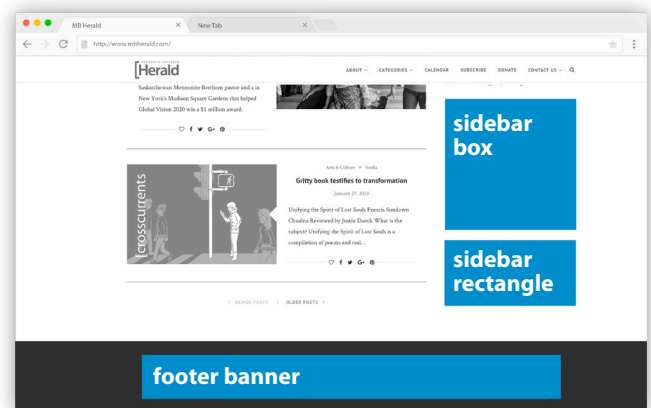 MB Herald
New Tab
http://www.mbherald.com/
Herald
ABOUT
CATEGORIES
CALENDAR
SUBSCRIBE
DONATE
CONTACT US
Saskatchewan Mennonite Brethren pastor and a in
New York's Madison Square Gardens that helped
Global Vision 2020 win a $1 million award.
sidebar
box
crosscurrents
Arts & Culture
books
Gritty book testifies to transformation
January 25, 2018
Unifying the Spirit of Lost Souls Francis Sundown
Reviewed by Justin Dueck What is the
subject? Unifying the Spirit of Lost Souls is a
compilation of poems and real...
sidebar
rectangle
< NEWER POSTS / OLDER POSTS >
footer banner